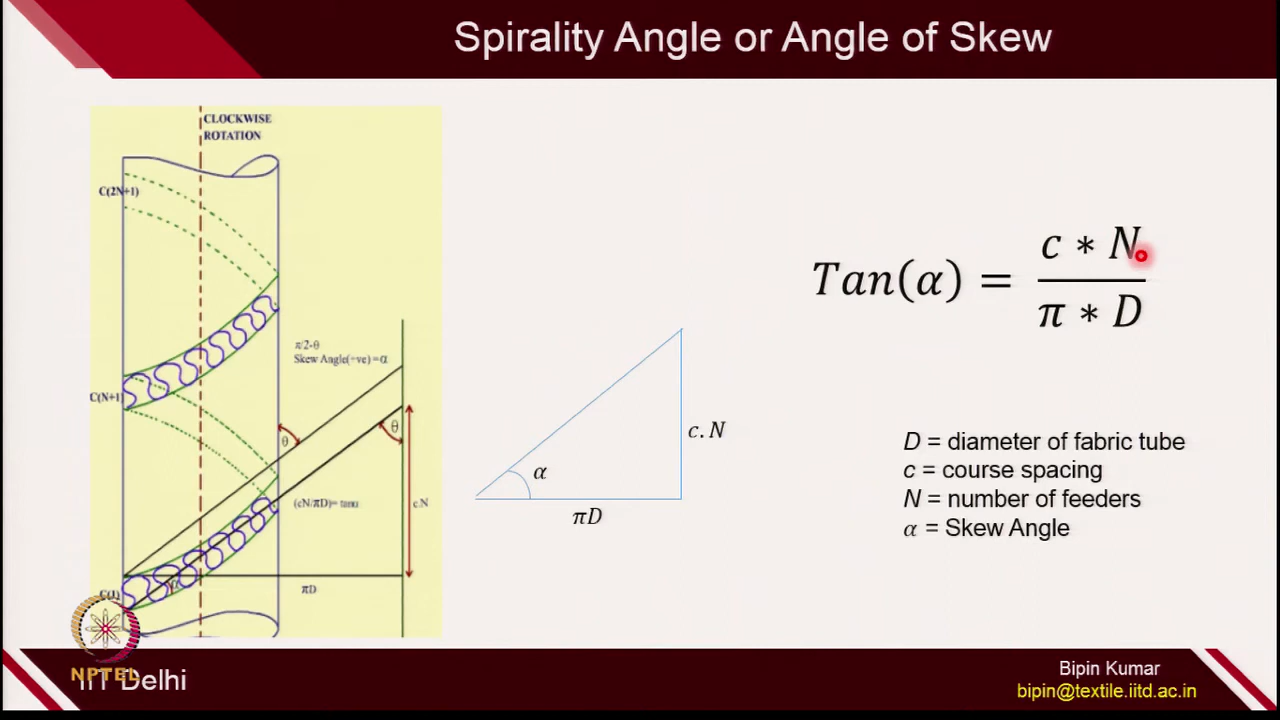 Spirality Angle or Angle of Skew
CLOCKWISE
ROTATION
C(2N+1)
C(N+1)
C(1)
π/2-θ
Skew Angle(+ve)=α
θ
θ
(cN/πD)= tanα
c.N
α
πD
α
c.N
πD
Tan(α) = c * N / π * D
D = diameter of fabric tube
c = course spacing
N = number of feeders
α = Skew Angle
NPTEL
IIT Delhi
Bipin Kumar
bipin@textile.iitd.ac.in